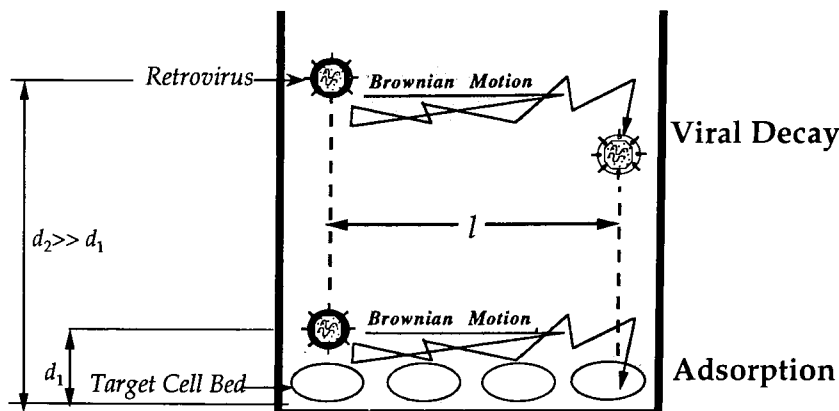 Retrovirus
Brownian Motion
Viral Decay
d₂>> d₁
l
Brownian Motion
d₁
Target Cell Bed
Adsorption